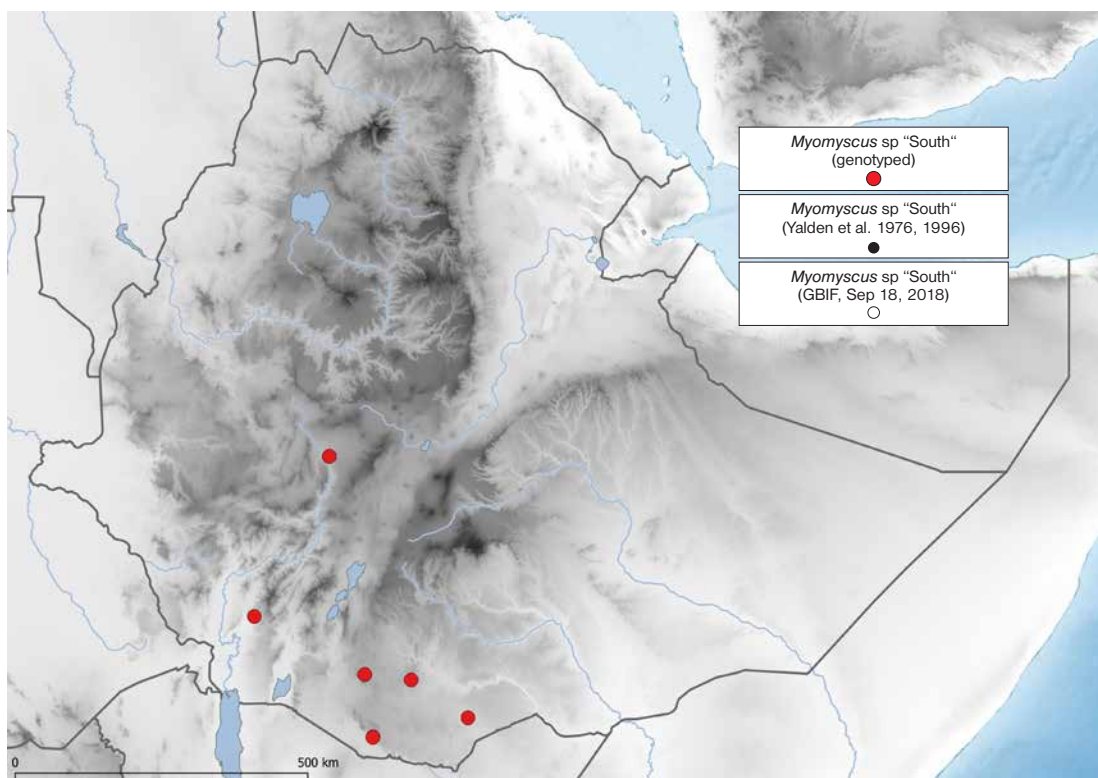 Myomyscus sp “South“
(genotyped)
Myomyscus sp “South“
(Yalden et al. 1976, 1996)
Myomyscus sp “South“
(GBIF, Sep 18, 2018)
0
500 km